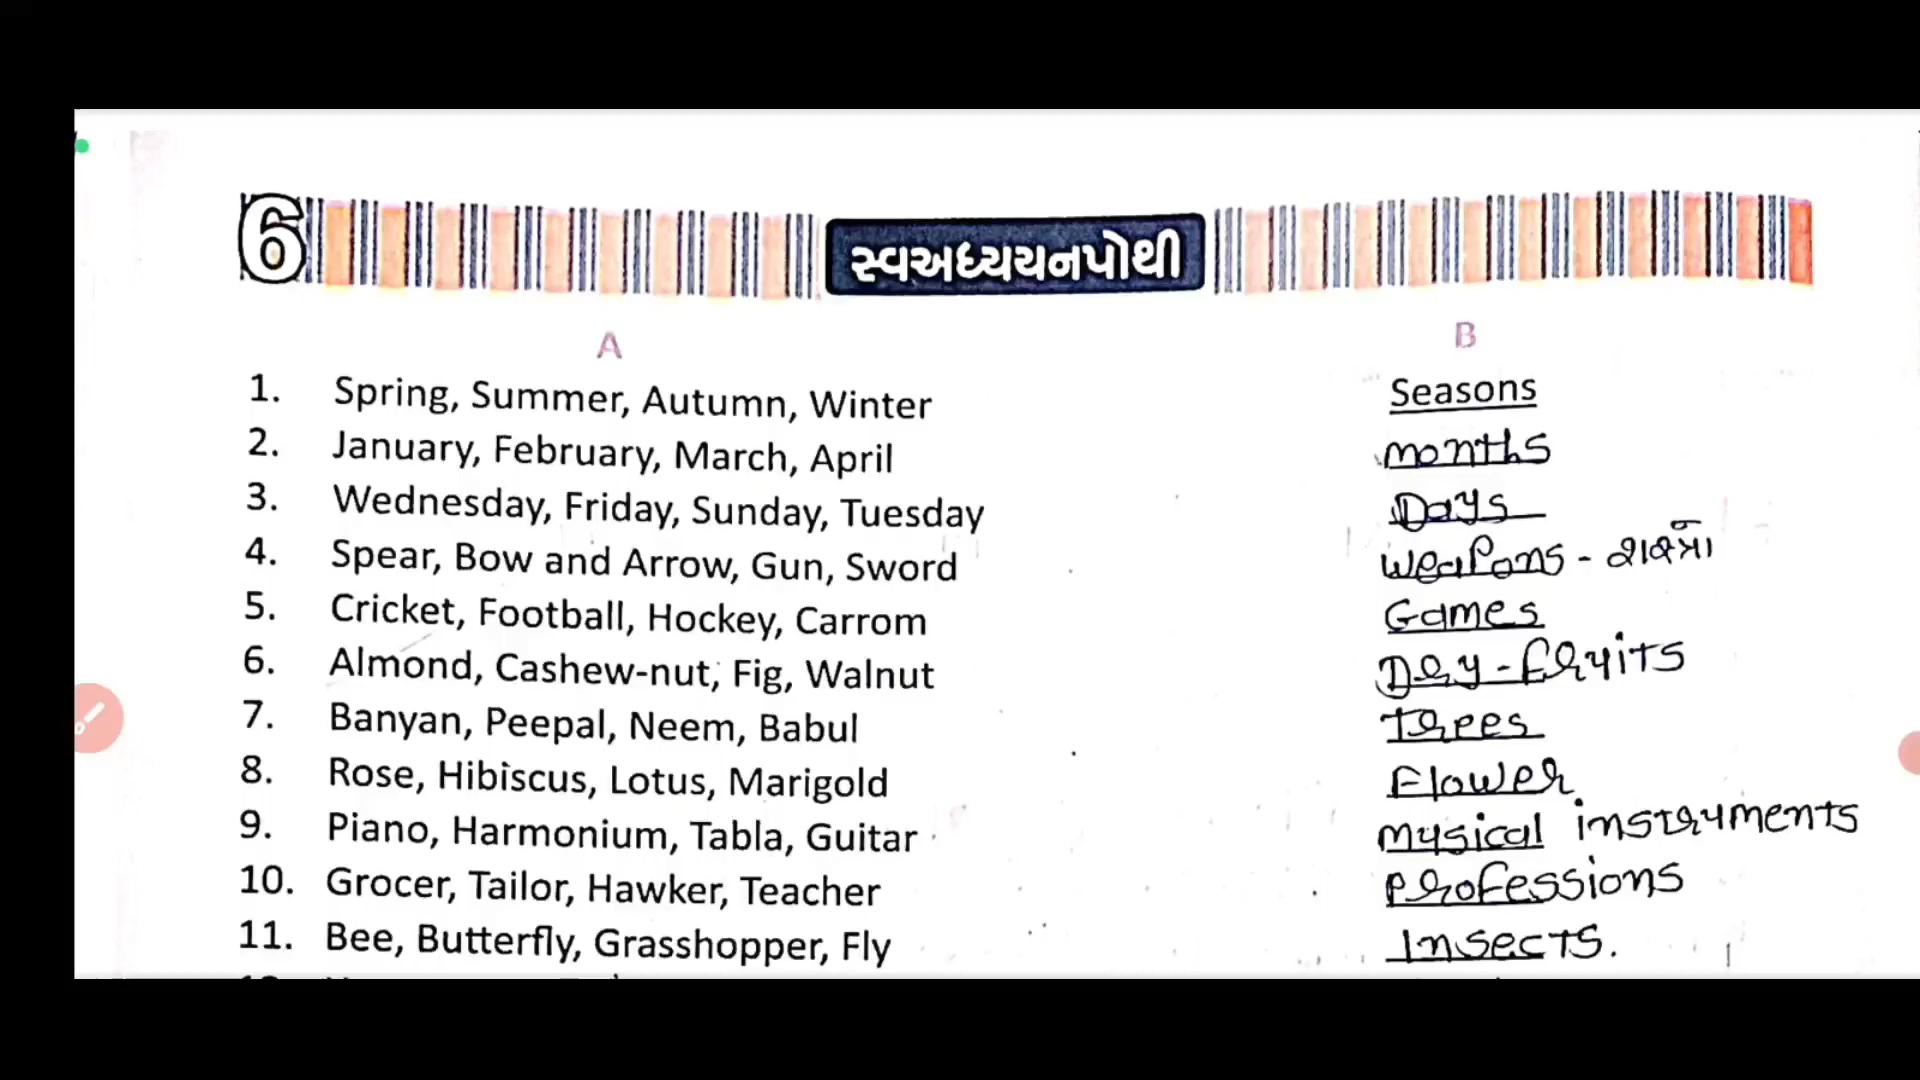 6 સ્વઅધ્યયનપોથી
A B
1. Spring, Summer, Autumn, Winter Seasons
2. January, February, March, April months
3. Wednesday, Friday, Sunday, Tuesday Days
4. Spear, Bow and Arrow, Gun, Sword weapons -
5. Cricket, Football, Hockey, Carrom Games
6. Almond, Cashew-nut, Fig, Walnut Dry-fruits
7. Banyan, Peepal, Neem, Babul Trees
8. Rose, Hibiscus, Lotus, Marigold Flower
9. Piano, Harmonium, Tabla, Guitar musical instruments
10. Grocer, Tailor, Hawker, Teacher Professions
11. Bee, Butterfly, Grasshopper, Fly Insects.